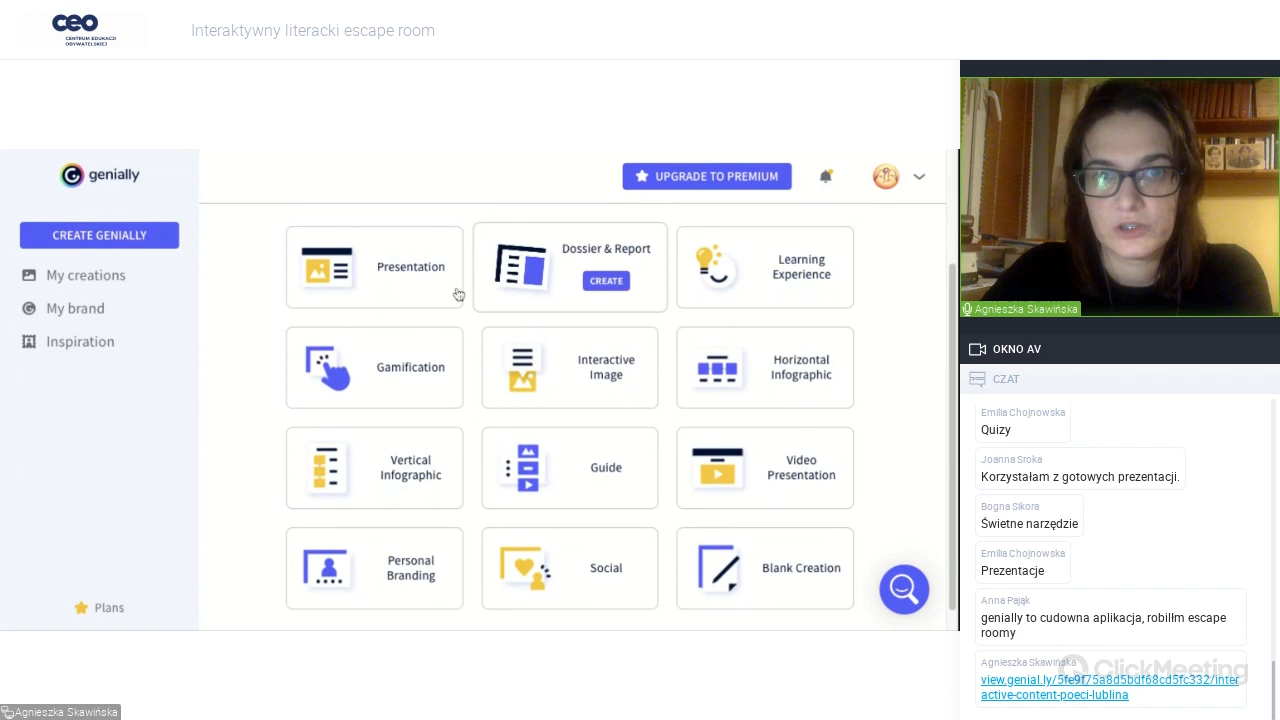 ceo
CENTRUM EDUKACJI
OBYWATELSKIEJ
Interaktywny literacki escape room
genially
UPGRADE TO PREMIUM
CREATE GENIALLY
My creations
My brand
Inspiration
Plans
Presentation
Dossier & Report
CREATE
Learning
Experience
Gamification
Interactive
Image
Horizontal
Infographic
Vertical
Infographic
Guide
Video
Presentation
Personal
Branding
Social
Blank Creation
Agnieszka Skawińska
Agnieszka Skawińska
OKNO AV
CZAT
Emilia Chojnowska
Quizy
Joanna Sroka
Korzystałam z gotowych prezentacji.
Bogna Sikora
Świetne narzędzie
Emilia Chojnowska
Prezentacje
Anna Pająk
genially to cudowna aplikacja, robiłłm escape
roomy
Agnieszka Skawińska
view.genial.ly/5fe9f75a8d5bdf68cd5fc332/inter
active-content-poeci-lublina
ClickMeeting